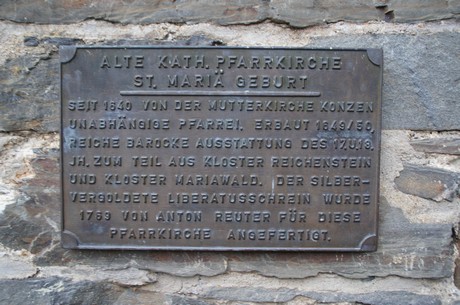 ALTE KATH. PFARRKIRCHE
ST. MARIÄ GEBURT
SEIT 1640 VON DER MUTTERKIRCHE KONZEN
UNABHÄNGIGE PFARREI. ERBAUT 1649/50,
REICHE BAROCKE AUSSTATTUNG DES 17.U.18.
JH. ZUM TEIL AUS KLOSTER REICHENSTEIN
UND KLOSTER MARIAWALD. DER SILBER-
VERGOLDETE LIBERATUSSCHREIN WURDE
1769 VON ANTON REUTER FÜR DIESE
PFARRKIRCHE ANGEFERTIGT.